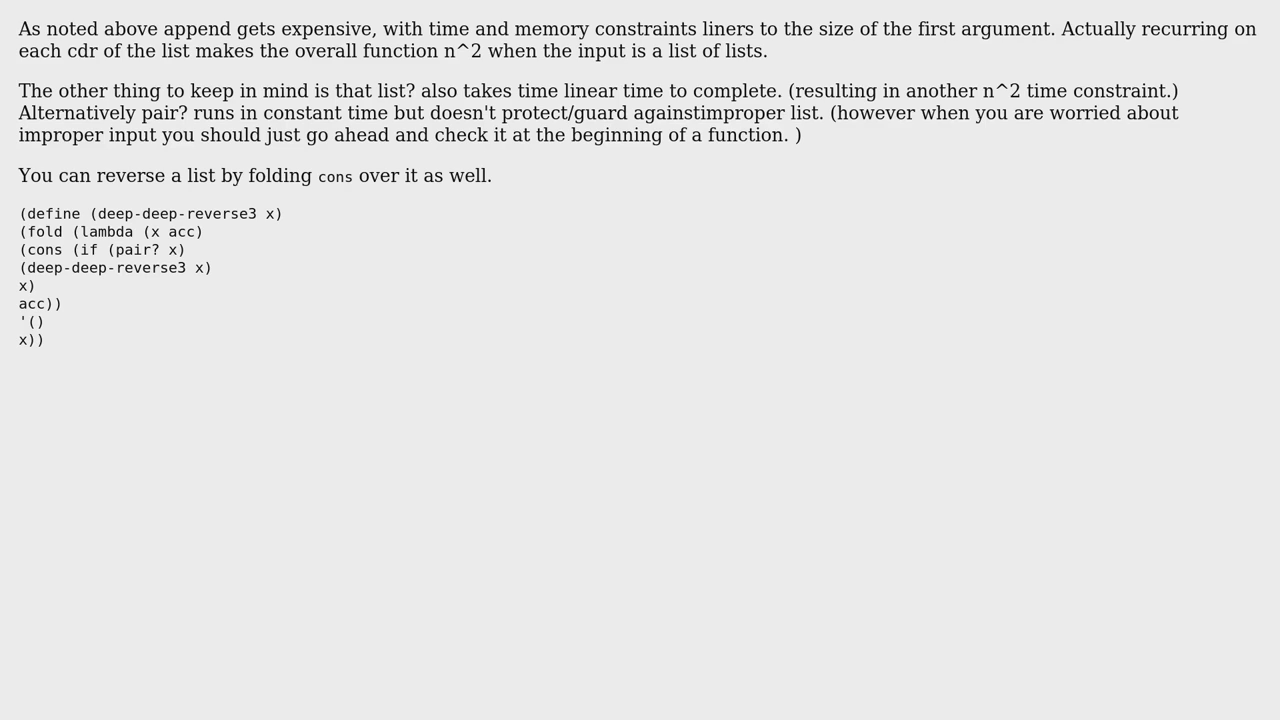 As noted above append gets expensive, with time and memory constraints liners to the size of the first argument. Actually recurring on
each cdr of the list makes the overall function n^2 when the input is a list of lists.
The other thing to keep in mind is that list? also takes time linear time to complete. (resulting in another n^2 time constraint.)
Alternatively pair? runs in constant time but doesn't protect/guard againstimproper list. (however when you are worried about
improper input you should just go ahead and check it at the beginning of a function. )
You can reverse a list by folding cons over it as well.
(define (deep-deep-reverse3 x)
(fold (lambda (x acc)
(cons (if (pair? x)
(deep-deep-reverse3 x)
x)
acc))
'()
x))